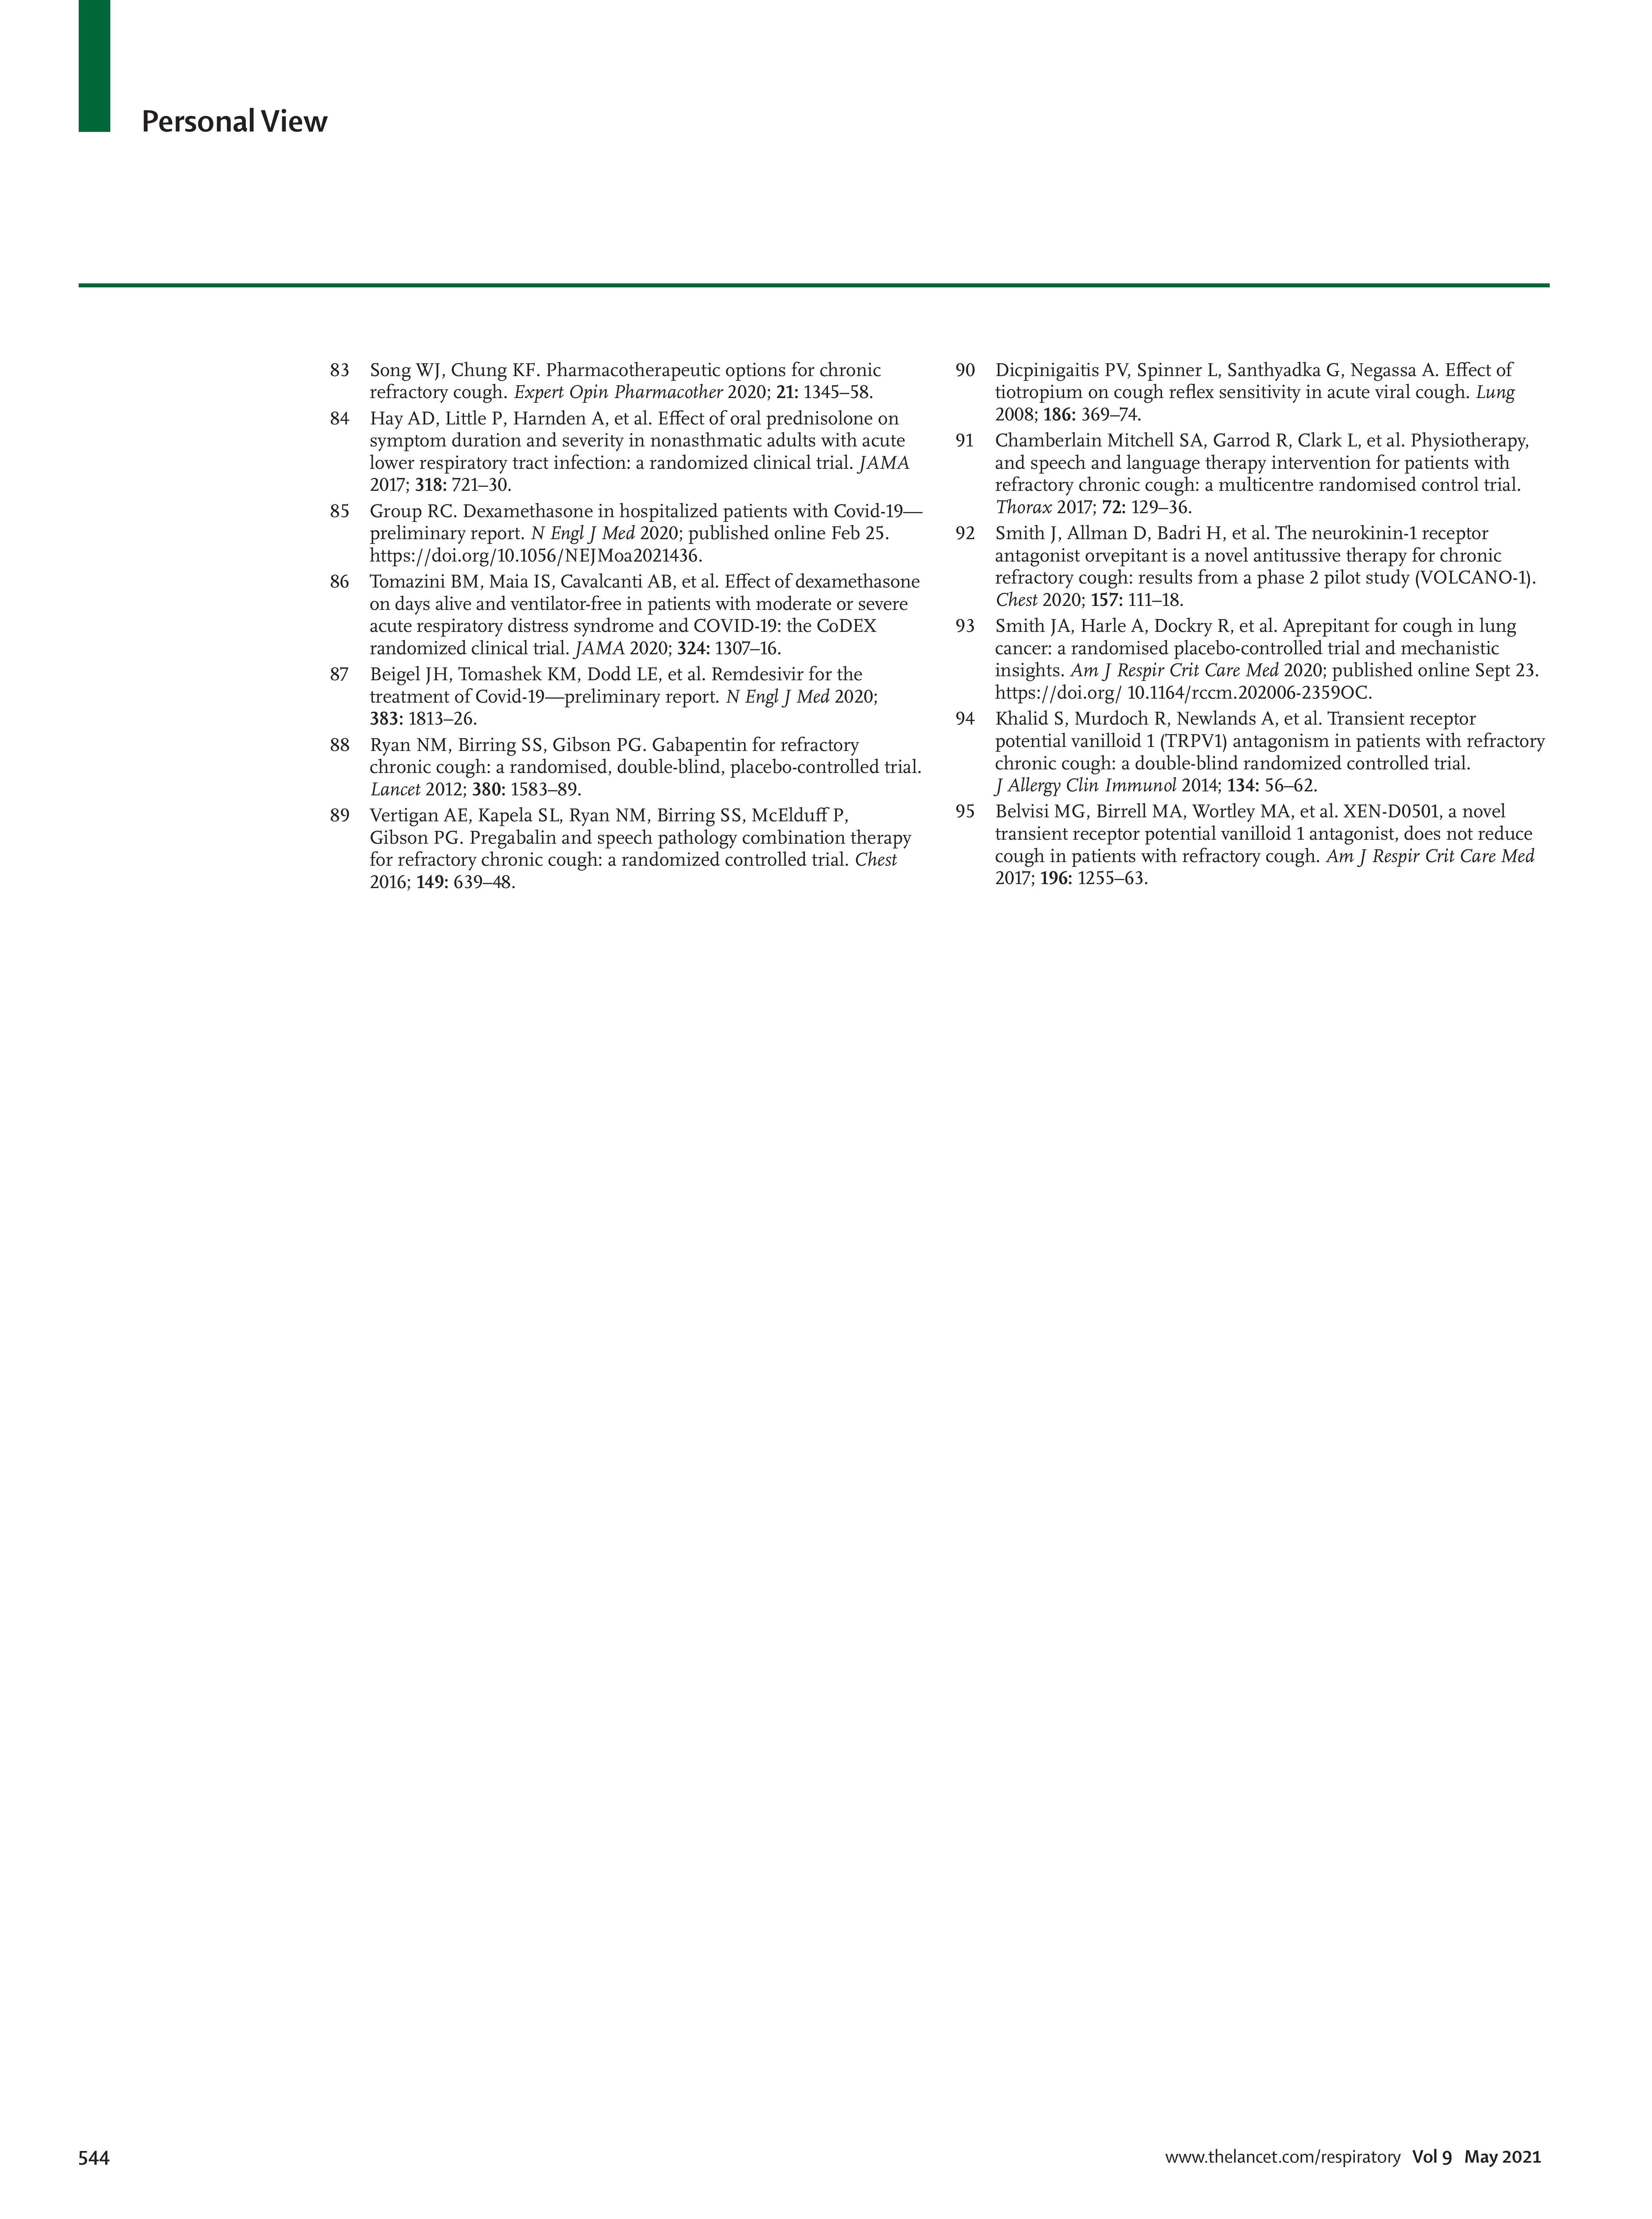 Personal View
83 Song WJ, Chung KF. Pharmacotherapeutic options for chronic
refractory cough. Expert Opin Pharmacother 2020; 21: 1345–58.
84 Hay AD, Little P, Harnden A, et al. Effect of oral prednisolone on
symptom duration and severity in nonasthmatic adults with acute
lower respiratory tract infection: a randomized clinical trial. JAMA
2017; 318: 721–30.
85 Group RC. Dexamethasone in hospitalized patients with Covid-19—
preliminary report. N Engl J Med 2020; published online Feb 25.
https://doi.org/10.1056/NEJMoa2021436.
86 Tomazini BM, Maia IS, Cavalcanti AB, et al. Effect of dexamethasone
on days alive and ventilator-free in patients with moderate or severe
acute respiratory distress syndrome and COVID-19: the CoDEX
randomized clinical trial. JAMA 2020; 324: 1307–16.
87 Beigel JH, Tomashek KM, Dodd LE, et al. Remdesivir for the
treatment of Covid-19—preliminary report. N Engl J Med 2020;
383: 1813–26.
88 Ryan NM, Birring SS, Gibson PG. Gabapentin for refractory
chronic cough: a randomised, double-blind, placebo-controlled trial.
Lancet 2012; 380: 1583–89.
89 Vertigan AE, Kapela SL, Ryan NM, Birring SS, McElduff P,
Gibson PG. Pregabalin and speech pathology combination therapy
for refractory chronic cough: a randomized controlled trial. Chest
2016; 149: 639–48.
90 Dicpinigaitis PV, Spinner L, Santhyadka G, Negassa A. Effect of
tiotropium on cough reflex sensitivity in acute viral cough. Lung
2008; 186: 369–74.
91 Chamberlain Mitchell SA, Garrod R, Clark L, et al. Physiotherapy,
and speech and language therapy intervention for patients with
refractory chronic cough: a multicentre randomised control trial.
Thorax 2017; 72: 129–36.
92 Smith J, Allman D, Badri H, et al. The neurokinin-1 receptor
antagonist orvepitant is a novel antitussive therapy for chronic
refractory cough: results from a phase 2 pilot study (VOLCANO-1).
Chest 2020; 157: 111–18.
93 Smith JA, Harle A, Dockry R, et al. Aprepitant for cough in lung
cancer: a randomised placebo-controlled trial and mechanistic
insights. Am J Respir Crit Care Med 2020; published online Sept 23.
https://doi.org/ 10.1164/rccm.202006-2359OC.
94 Khalid S, Murdoch R, Newlands A, et al. Transient receptor
potential vanilloid 1 (TRPV1) antagonism in patients with refractory
chronic cough: a double-blind randomized controlled trial.
J Allergy Clin Immunol 2014; 134: 56–62.
95 Belvisi MG, Birrell MA, Wortley MA, et al. XEN-D0501, a novel
transient receptor potential vanilloid 1 antagonist, does not reduce
cough in patients with refractory cough. Am J Respir Crit Care Med
2017; 196: 1255–63.
544
www.thelancet.com/respiratory Vol 9 May 2021